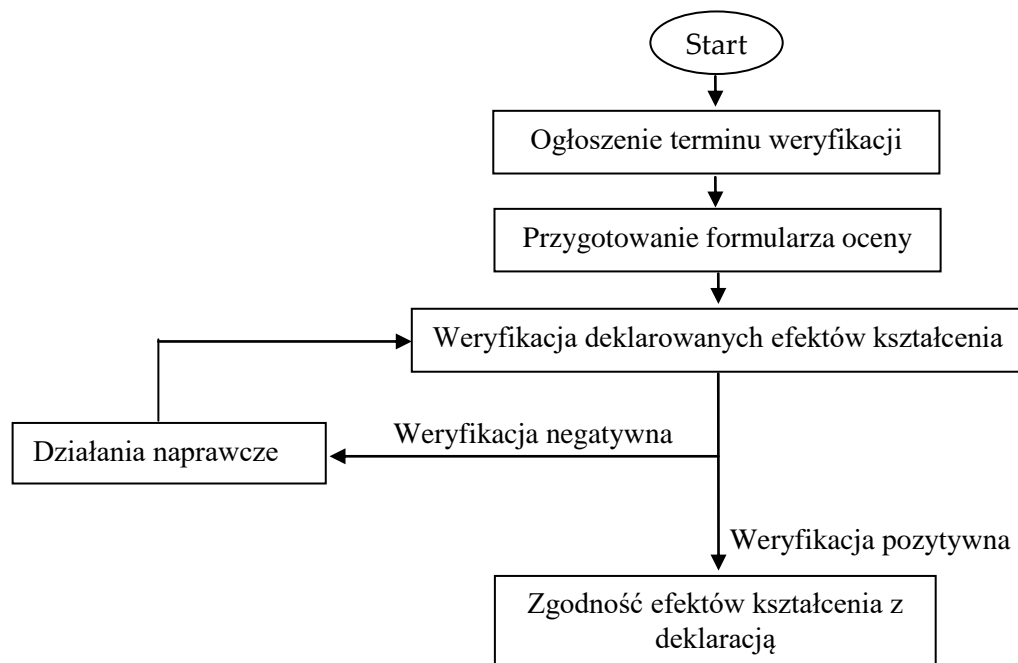 Start
Ogłoszenie terminu weryfikacji
Przygotowanie formularza oceny
Weryfikacja deklarowanych efektów kształcenia
Działania naprawcze
Weryfikacja negatywna
Weryfikacja pozytywna
Zgodność efektów kształcenia z
deklaracją